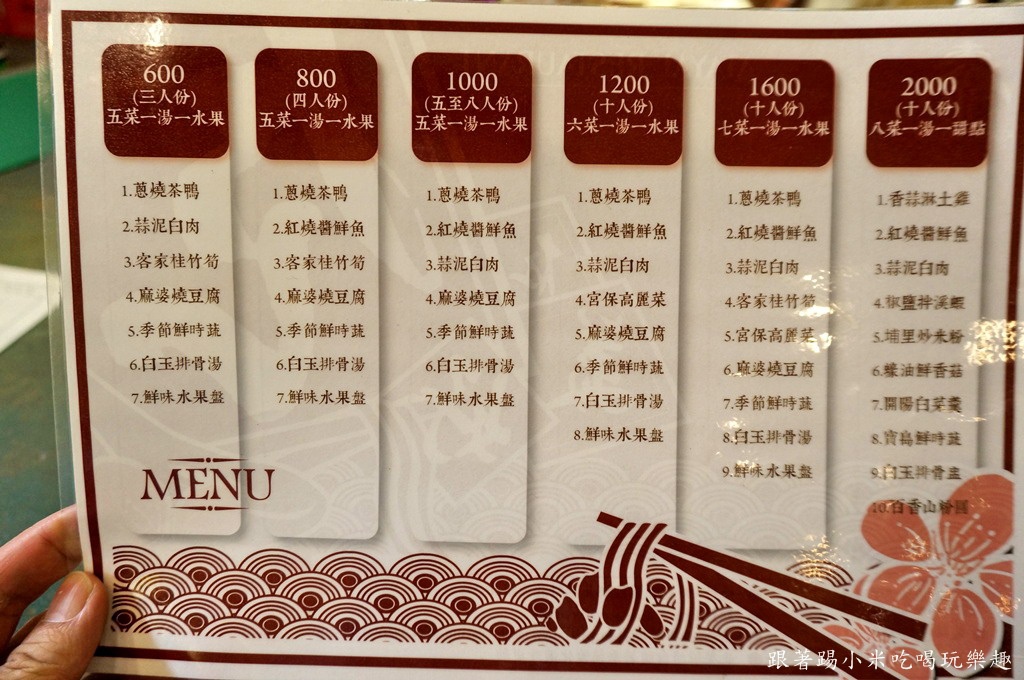 600
(三人份)
五菜一湯一水果
1.蔥燒茶鴨
2.蒜泥白肉
3.客家桂竹筍
4.麻婆燒豆腐
5.季節鮮時蔬
6.白玉排骨湯
7.鮮味水果盤
800
(四人份)
五菜一湯一水果
1.蔥燒茶鴨
2.紅燒醬鮮魚
3.客家桂竹筍
4.麻婆燒豆腐
5.季節鮮時蔬
6.白玉排骨湯
7.鮮味水果盤
1000
(五至八人份)
五菜一湯一水果
1.蔥燒茶鴨
2.紅燒醬鮮魚
3.蒜泥白肉
4.麻婆燒豆腐
5.季節鮮時蔬
6.白玉排骨湯
7.鮮味水果盤
1200
(十人份)
六菜一湯一水果
1.蔥燒茶鴨
2.紅燒醬鮮魚
3.蒜泥白肉
4.宮保高麗菜
5.麻婆燒豆腐
6.季節鮮時蔬
7.白玉排骨湯
8.鮮味水果盤
1600
(十人份)
七菜一湯一水果
1.蔥燒茶鴨
2.紅燒醬鮮魚
3.蒜泥白肉
4.客家桂竹筍
5.宮保高麗菜
6.麻婆燒豆腐
7.季節鮮時蔬
8.白玉排骨湯
9.鮮味水果盤
2000
(十人份)
八菜一湯一甜點
1.香蒜淋土雞
2.紅燒醬鮮魚
3.蒜泥白肉
4.椒鹽拌溪蝦
5.埔里炒米粉
6.蠔油鮮香菇
7.開陽白菜羹
8.寶島鮮時蔬
9.白玉排骨盅
10.百香山粉圓
MENU
跟著踢小米吃喝玩樂趣